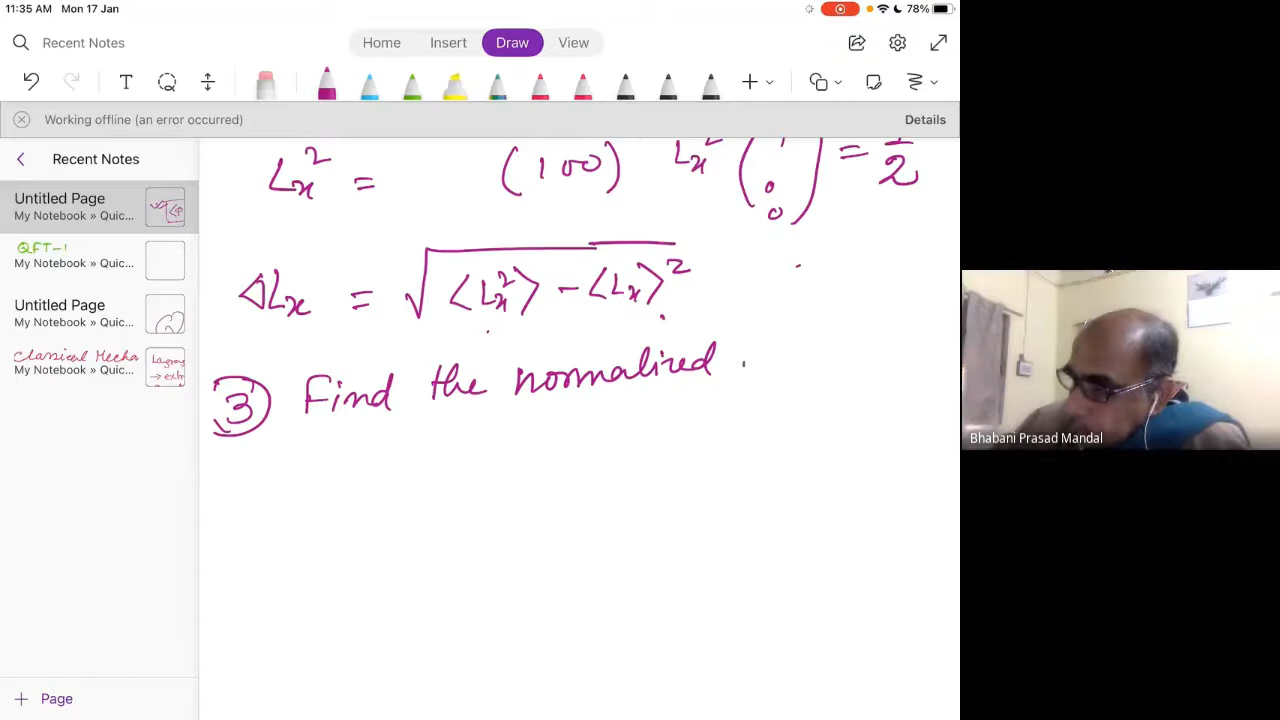 11:35 AM Mon 17 Jan
78%
Recent Notes
Home Insert Draw View
T
Working offline (an error occurred)
Details
Recent Notes
Untitled Page
My Notebook » Quic...
QFT-1
My Notebook » Quic...
Untitled Page
My Notebook » Quic...
Classical Mecha
My Notebook » Quic...
Lx² = (1 0 0) Lx² (1 0 0) = 1/2
ΔLx = √⟨Lx²⟩ - ⟨Lx⟩²
③ Find the normalized
Bhabani Prasad Mandal
+ Page